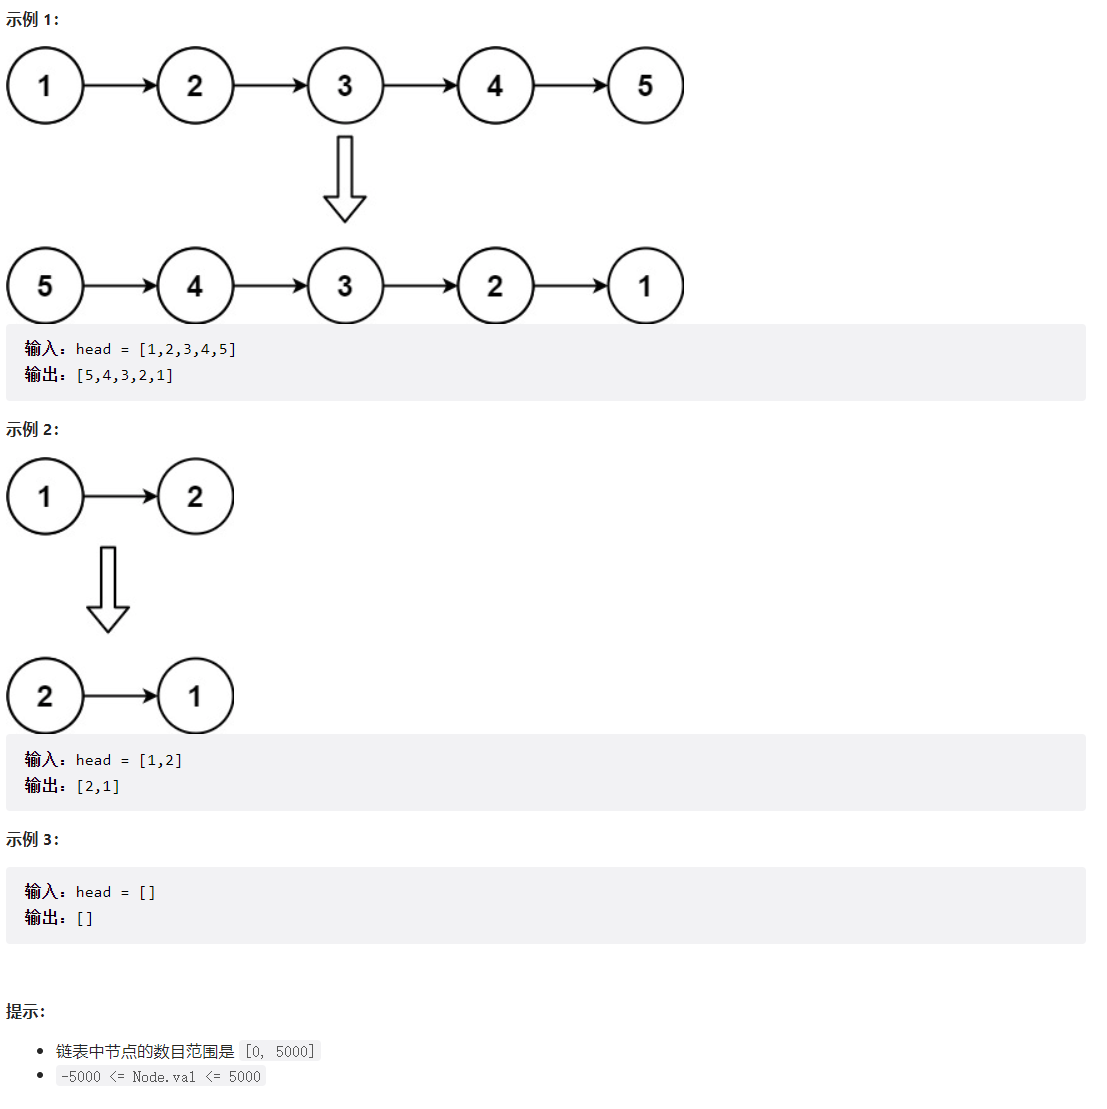 示例 1：
1 2 3 4 5
5 4 3 2 1
输入：head = [1,2,3,4,5]
输出：[5,4,3,2,1]
示例 2：
1 2
2 1
输入：head = [1,2]
输出：[2,1]
示例 3：
输入：head = []
输出：[]
提示：
链表中节点的数目范围是 [0, 5000]
-5000 <= Node.val <= 5000